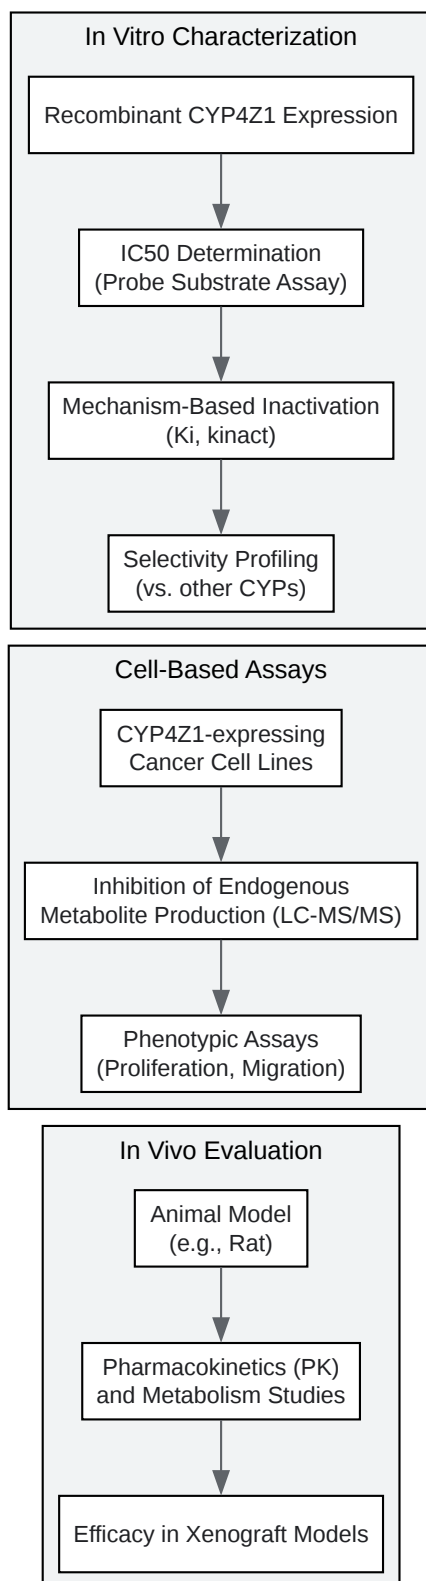 In Vitro Characterization
Recombinant CYP4Z1 Expression
IC50 Determination
(Probe Substrate Assay)
Mechanism-Based Inactivation
(Ki, kinact)
Selectivity Profiling
(vs. other CYPs)
Cell-Based Assays
CYP4Z1-expressing
Cancer Cell Lines
Inhibition of Endogenous
Metabolite Production (LC-MS/MS)
Phenotypic Assays
(Proliferation, Migration)
In Vivo Evaluation
Animal Model
(e.g., Rat)
Pharmacokinetics (PK)
and Metabolism Studies
Efficacy in Xenograft Models